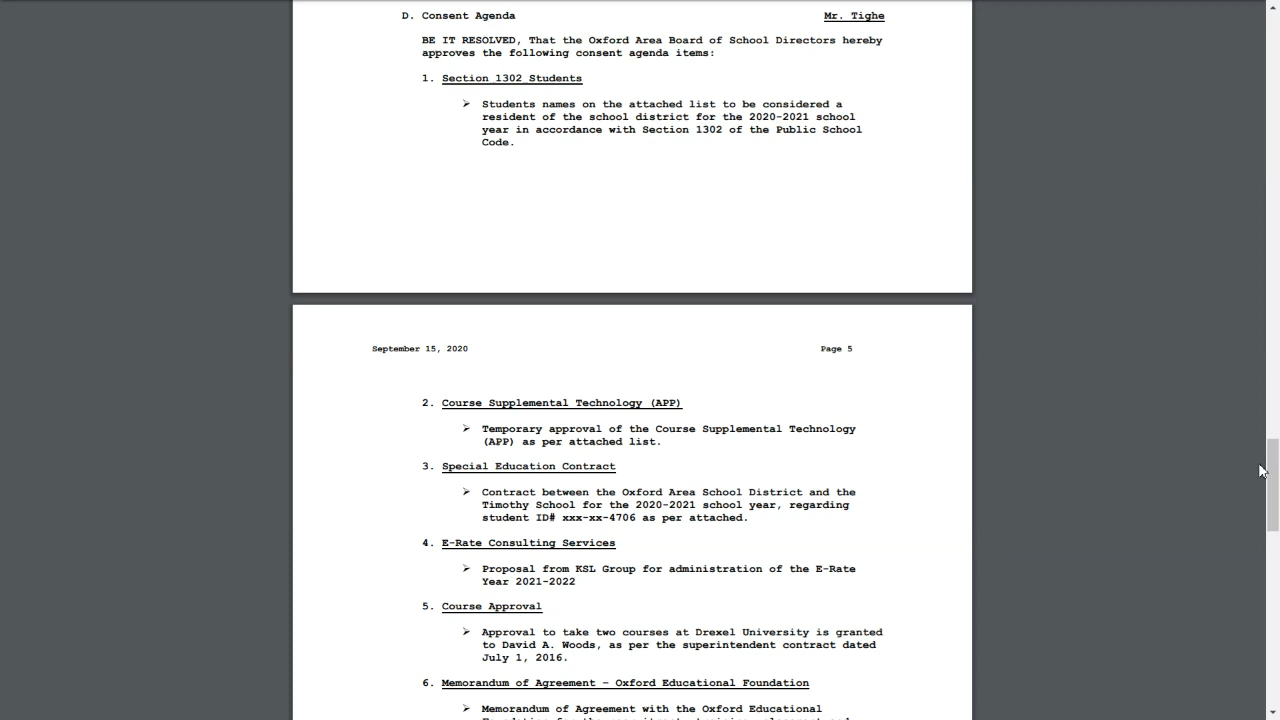 D. Consent Agenda Mr. Tighe
BE IT RESOLVED, That the Oxford Area Board of School Directors hereby
approves the following consent agenda items:
1. Section 1302 Students
➢ Students names on the attached list to be considered a
resident of the school district for the 2020-2021 school
year in accordance with Section 1302 of the Public School
Code.
September 15, 2020 Page 5
2. Course Supplemental Technology (APP)
➢ Temporary approval of the Course Supplemental Technology
(APP) as per attached list.
3. Special Education Contract
➢ Contract between the Oxford Area School District and the
Timothy School for the 2020-2021 school year, regarding
student ID# xxx-xx-4706 as per attached.
4. E-Rate Consulting Services
➢ Proposal from KSL Group for administration of the E-Rate
Year 2021-2022
5. Course Approval
➢ Approval to take two courses at Drexel University is granted
to David A. Woods, as per the superintendent contract dated
July 1, 2016.
6. Memorandum of Agreement – Oxford Educational Foundation
➢ Memorandum of Agreement with the Oxford Educational